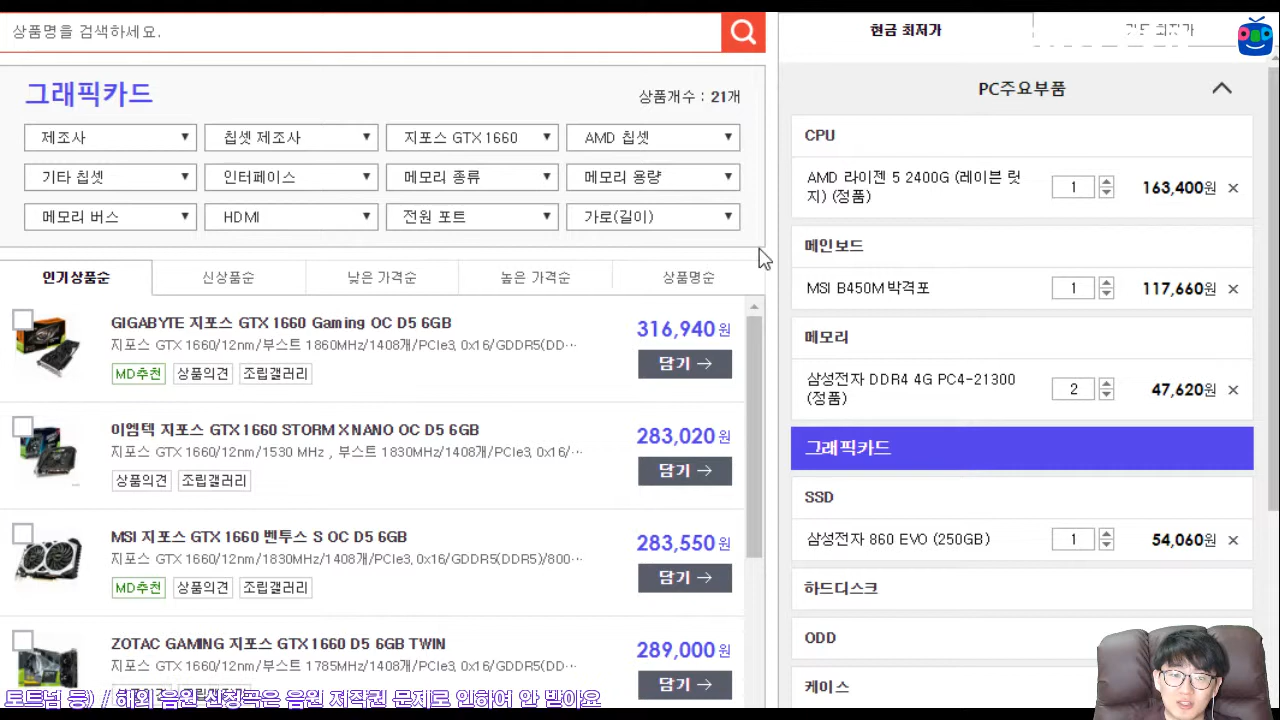 상품명을 검색하세요.
그래픽카드
상품개수 : 21개
제조사
칩셋 제조사
지포스 GTX 1660
AMD 칩셋
기타 칩셋
인터페이스
메모리 종류
메모리 용량
메모리 버스
HDMI
전원 포트
가로(길이)
인기상품순
신상품순
낮은 가격순
높은 가격순
상품명순
GIGABYTE 지포스 GTX 1660 Gaming OC D5 6GB
지포스 GTX 1660/12nm/부스트 1860MHz/1408개/PCIe3.0x16/GDDR5(DD···
MD추천
상품의견
조립갤러리
316,940원
담기 →
이엠텍 지포스 GTX 1660 STORM X NANO OC D5 6GB
지포스 GTX 1660/12nm/1530 MHz , 부스트 1830MHz/1408개/PCIe3.0x16/···
상품의견
조립갤러리
283,020원
담기 →
MSI 지포스 GTX 1660 벤투스 S OC D5 6GB
지포스 GTX 1660/12nm/1830MHz/1408개/PCIe3.0x16/GDDR5(DDR5)/800···
MD추천
상품의견
조립갤러리
283,550원
담기 →
ZOTAC GAMING 지포스 GTX 1660 D5 6GB TWIN
지포스 GTX 1660/12nm/부스트 1785MHz/1408개/PCIe3.0x16/GDDR5(DD···
289,000원
담기 →
토트넘 등) / 해외 음원 신청곡은 음원 저작권 문제로 인하여 안 받아요
현금 최저가
카드 최저가
PC주요부품
CPU
AMD 라이젠 5 2400G (레이븐 릿
지) (정품)
1
163,400원
메인보드
MSI B450M 박격포
1
117,660원
메모리
삼성전자 DDR4 4G PC4-21300
(정품)
2
47,620원
그래픽카드
SSD
삼성전자 860 EVO (250GB)
1
54,060원
하드디스크
ODD
케이스